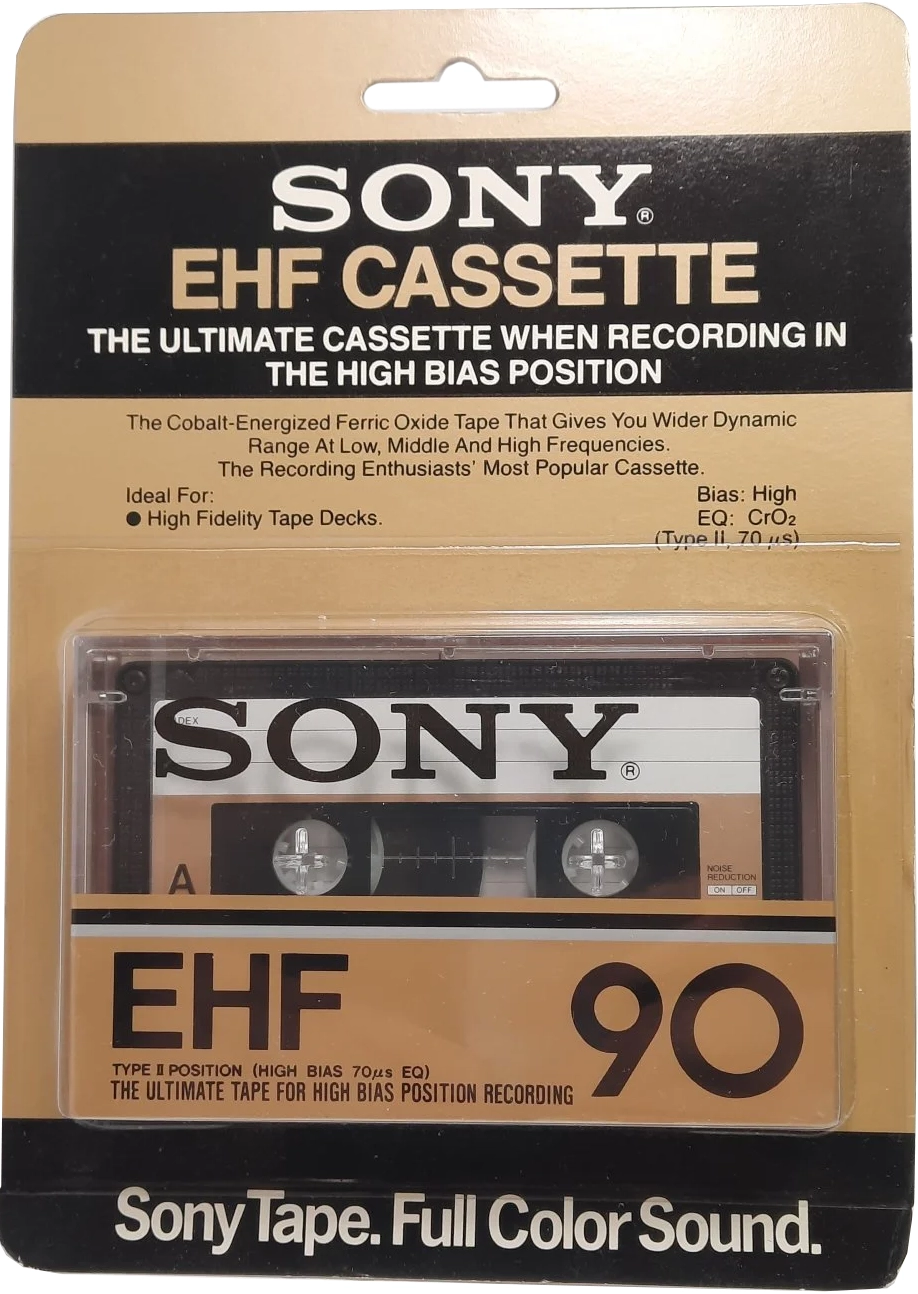 SONY®
EHF CASSETTE
THE ULTIMATE CASSETTE WHEN RECORDING IN
THE HIGH BIAS POSITION
The Cobalt-Energized Ferric Oxide Tape That Gives You Wider Dynamic
Range At Low, Middle And High Frequencies.
The Recording Enthusiasts' Most Popular Cassette.
Ideal For:
● High Fidelity Tape Decks.
Bias: High
EQ: CrO₂
(Type II, 70 μs)
SONY®
A
NOISE
REDUCTION
ON OFF
EHF 90
TYPE II POSITION (HIGH BIAS 70μs EQ)
THE ULTIMATE TAPE FOR HIGH BIAS POSITION RECORDING
Sony Tape. Full Color Sound.